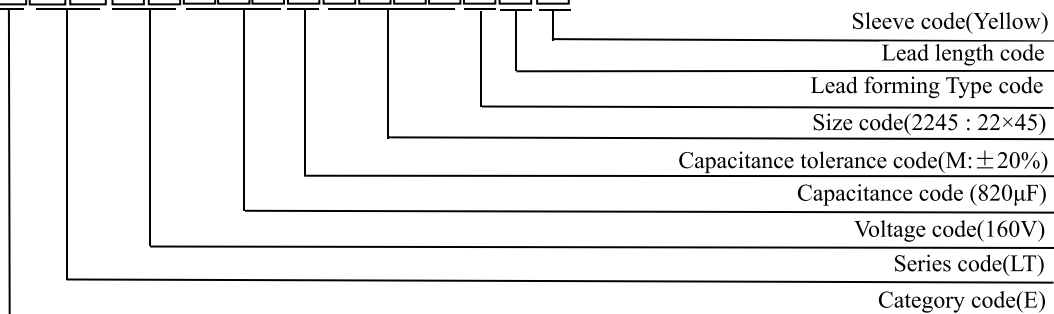 Sleeve code(Yellow)
Lead length code
Lead forming Type code
Size code(2245 : 22×45)
Capacitance tolerance code(M:±20%)
Capacitance code (820μF)
Voltage code(160V)
Series code(LT)
Category code(E)